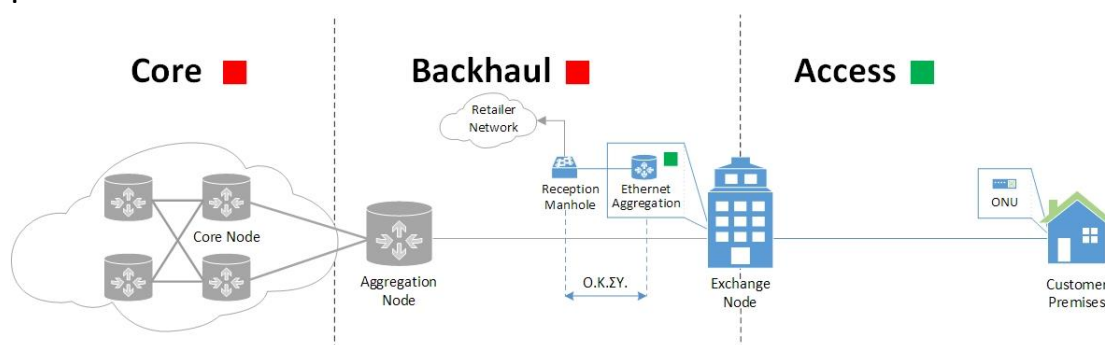 Core
Backhaul
Access
Retailer
Network
Reception
Manhole
Ethernet
Aggregation
ONU
Core Node
Aggregation
Node
Ο.Κ.ΣΥ.
Exchange
Node
Customer
Premises